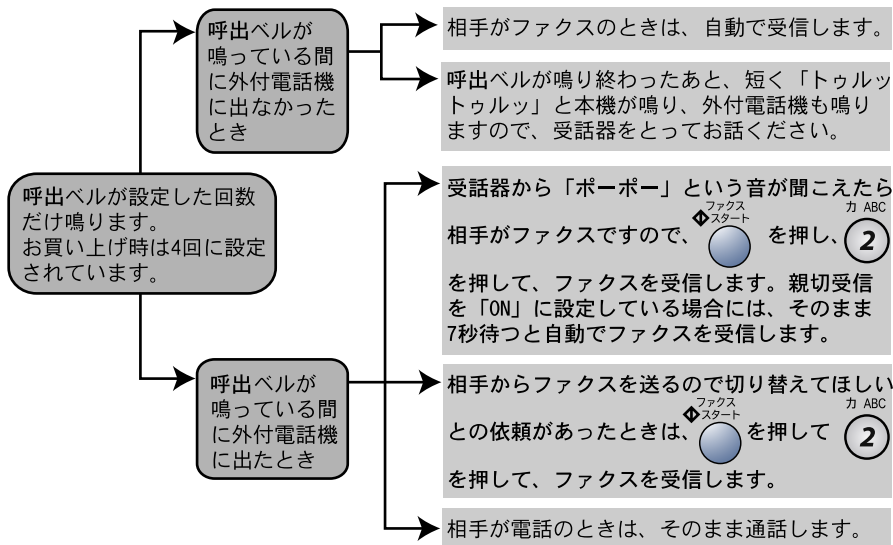 呼出ベルが設定した回数
だけ鳴ります。
お買い上げ時は4回に設定
されています。
呼出ベルが
鳴っている間
に外付電話機
に出なかった
とき
相手がファクスのときは、自動で受信します。
呼出ベルが鳴り終わったあと、短く「トゥルッ
トゥルッ」と本機が鳴り、外付電話機も鳴り
ますので、受話器をとってお話ください。
呼出ベルが
鳴っている間
に外付電話機
に出たとき
受話器から「ポーポー」という音が聞こえたら
ファクス
スタート
カ ABC
相手がファクスですので、 を押し、 2
を押して、ファクスを受信します。親切受信
を「ON」に設定している場合には、そのまま
7秒待つと自動でファクスを受信します。
相手からファクスを送るので切り替えてほしい
ファクス
スタート
カ ABC
との依頼があったときは、 を押して 2
を押して、ファクスを受信します。
相手が電話のときは、そのまま通話します。